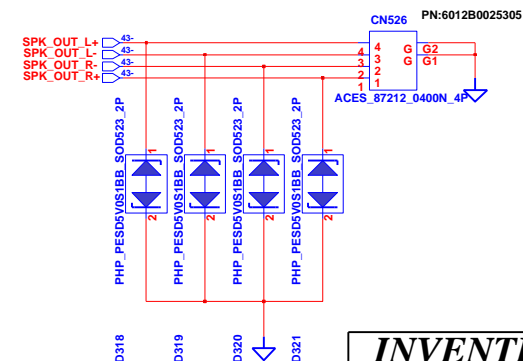 PN:6012B0025305
CN526
SPK_OUT_L+ 43-
SPK_OUT_L- 43-
SPK_OUT_R- 43-
SPK_OUT_R+ 43-
4 4 G G2
3 3 G G1
2 2
1 1
ACES_87212_0400N_4P
PHP_PESD5V0S1BB_SOD523_2P
PHP_PESD5V0S1BB_SOD523_2P
PHP_PESD5V0S1BB_SOD523_2P
PHP_PESD5V0S1BB_SOD523_2P
1 1 1 1
2 2 2 2
D318
D319
D320
D321